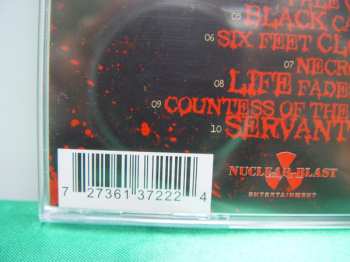 05 BLACK CA
06 SIX FEET CL
07 NECR
08 LIFE FADE
09 COUNTESS OF THE
10 SERVANT
NUCLEAR BLAST
ENTERTAINMENT
7 27361 37222 4